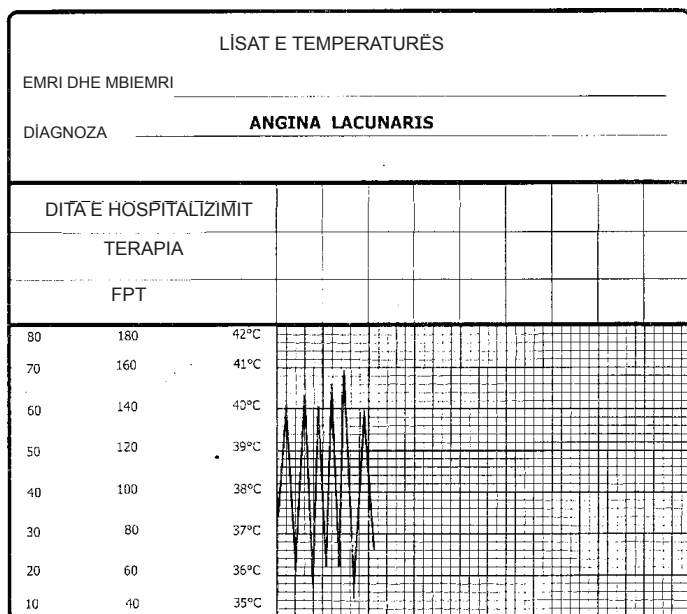 LİSAT E TEMPERATURËS
EMRI DHE MBIEMRI
DİAGNOZA ANGINA LACUNARIS
DITA E HOSPITALIZIMIT
TERAPIA
FPT
80 180 42°C
70 160 41°C
60 140 40°C
50 120 39°C
40 100 38°C
30 80 37°C
20 60 36°C
10 40 35°C